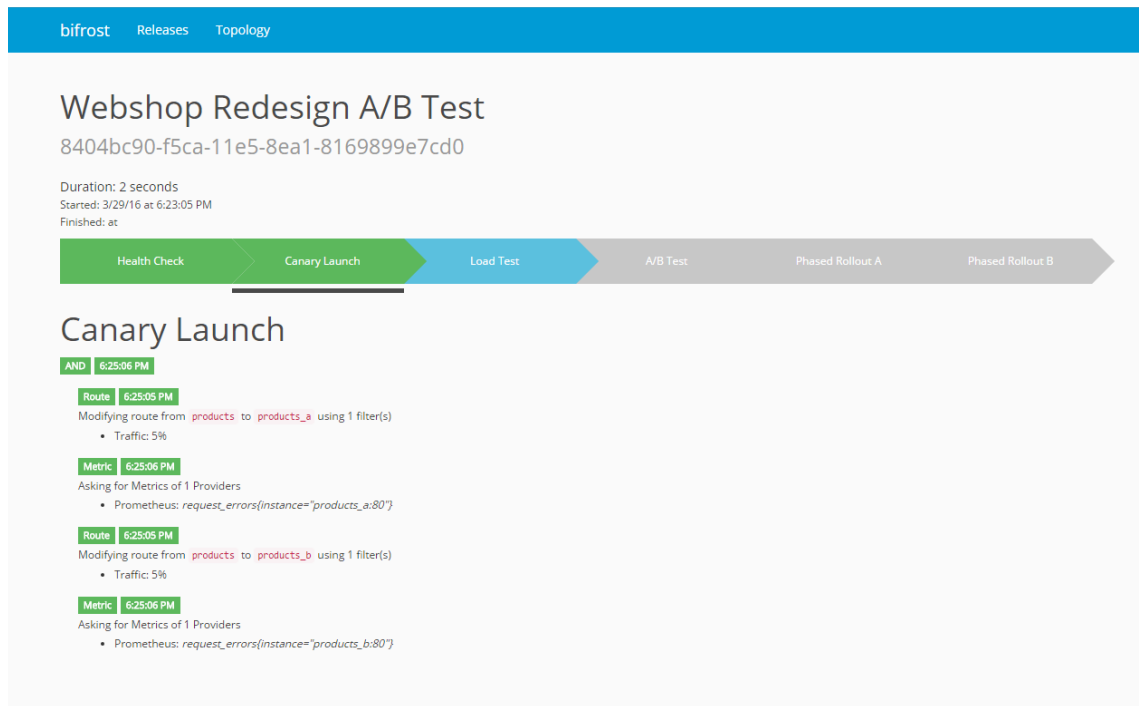 bifrost Releases Topology
Webshop Redesign A/B Test
8404bc90-f5ca-11e5-8ea1-8169899e7cd0
Duration: 2 seconds
Started: 3/29/16 at 6:23:05 PM
Finished: at
Health Check Canary Launch Load Test A/B Test Phased Rollout A Phased Rollout B
Canary Launch
AND 6:25:06 PM
Route 6:25:05 PM
Modifying route from products to products_a using 1 filter(s)
• Traffic: 5%
Metric 6:25:06 PM
Asking for Metrics of 1 Providers
• Prometheus: request_errors{instance="products_a:80"}
Route 6:25:05 PM
Modifying route from products to products_b using 1 filter(s)
• Traffic: 5%
Metric 6:25:06 PM
Asking for Metrics of 1 Providers
• Prometheus: request_errors{instance="products_b:80"}